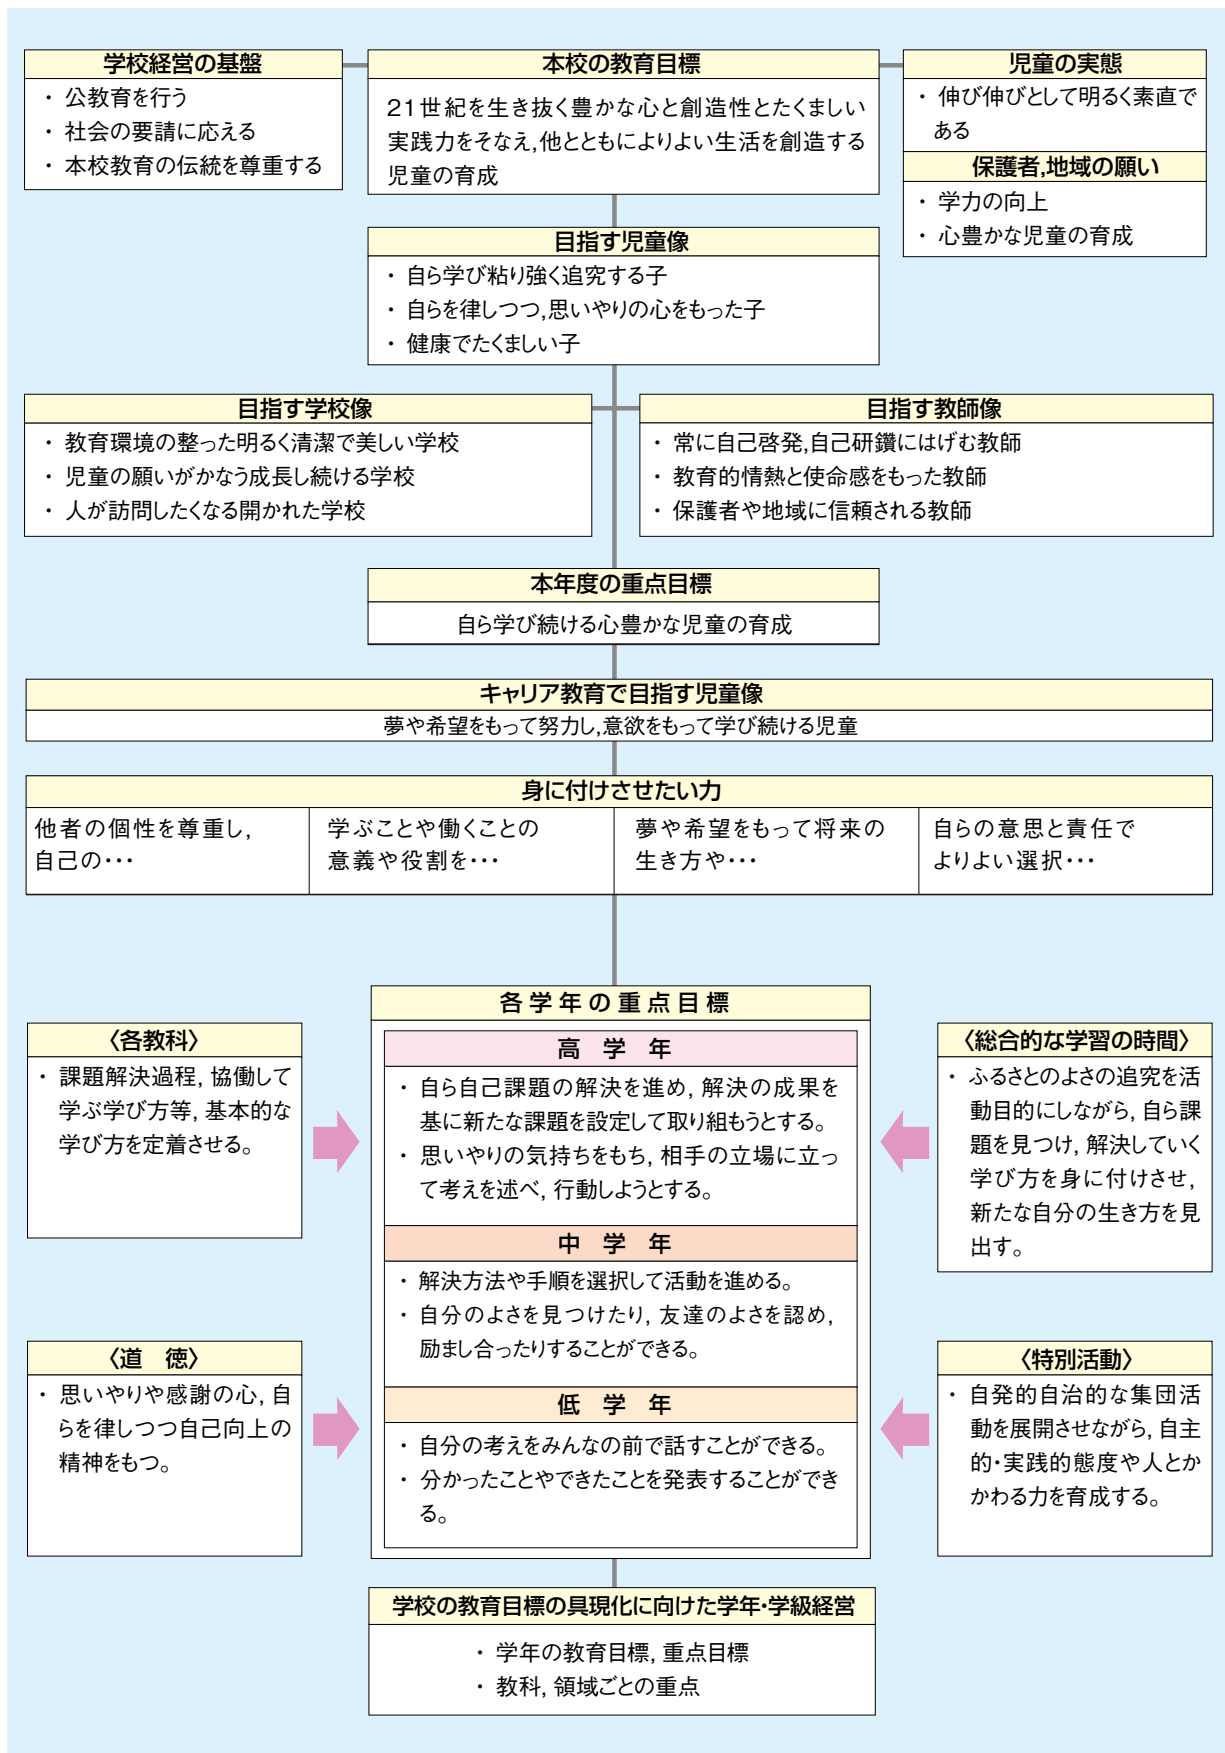 学校経営の基盤
・ 公教育を行う
・ 社会の要請に応える
・ 本校教育の伝統を尊重する
本校の教育目標
21世紀を生き抜く豊かな心と創造性とたくましい
実践力をそなえ,他とともによりよい生活を創造する
児童の育成
児童の実態
・ 伸び伸びとして明るく素直で
ある
保護者,地域の願い
・ 学力の向上
・ 心豊かな児童の育成
目指す児童像
・ 自ら学び粘り強く追究する子
・ 自らを律しつつ,思いやりの心をもった子
・ 健康でたくましい子
目指す学校像
・ 教育環境の整った明るく清潔で美しい学校
・ 児童の願いがかなう成長し続ける学校
・ 人が訪問したくなる開かれた学校
目指す教師像
・ 常に自己啓発,自己研鑽にはげむ教師
・ 教育的情熱と使命感をもった教師
・ 保護者や地域に信頼される教師
本年度の重点目標
自ら学び続ける心豊かな児童の育成
キャリア教育で目指す児童像
夢や希望をもって努力し,意欲をもって学び続ける児童
身に付けさせたい力
他者の個性を尊重し,
自己の・・・
学ぶことや働くことの
意義や役割を・・・
夢や希望をもって将来の
生き方や・・・
自らの意思と責任で
よりよい選択・・・
各学年の重点目標
高 学 年
・ 自ら自己課題の解決を進め, 解決の成果を
基に新たな課題を設定して取り組もうとする。
・ 思いやりの気持ちをもち, 相手の立場に立っ
て考えを述べ, 行動しようとする。
中 学 年
・ 解決方法や手順を選択して活動を進める。
・ 自分のよさを見つけたり, 友達のよさを認め,
励まし合ったりすることができる。
低 学 年
・ 自分の考えをみんなの前で話すことができる。
・ 分かったことやできたことを発表することができ
る。
〈各教科〉
・ 課題解決過程, 協働して
学ぶ学び方等, 基本的な
学び方を定着させる。
〈道 徳〉
・ 思いやりや感謝の心, 自
らを律しつつ自己向上の
精神をもつ。
〈総合的な学習の時間〉
・ ふるさとのよさの追究を活
動目的にしながら, 自ら課
題を見つけ, 解決していく
学び方を身に付けさせ,
新たな自分の生き方を見
出す。
〈特別活動〉
・ 自発的自治的な集団活
動を展開させながら, 自主
的・実践的態度や人とか
かわる力を育成する。
学校の教育目標の具現化に向けた学年・学級経営
・ 学年の教育目標, 重点目標
・ 教科, 領域ごとの重点